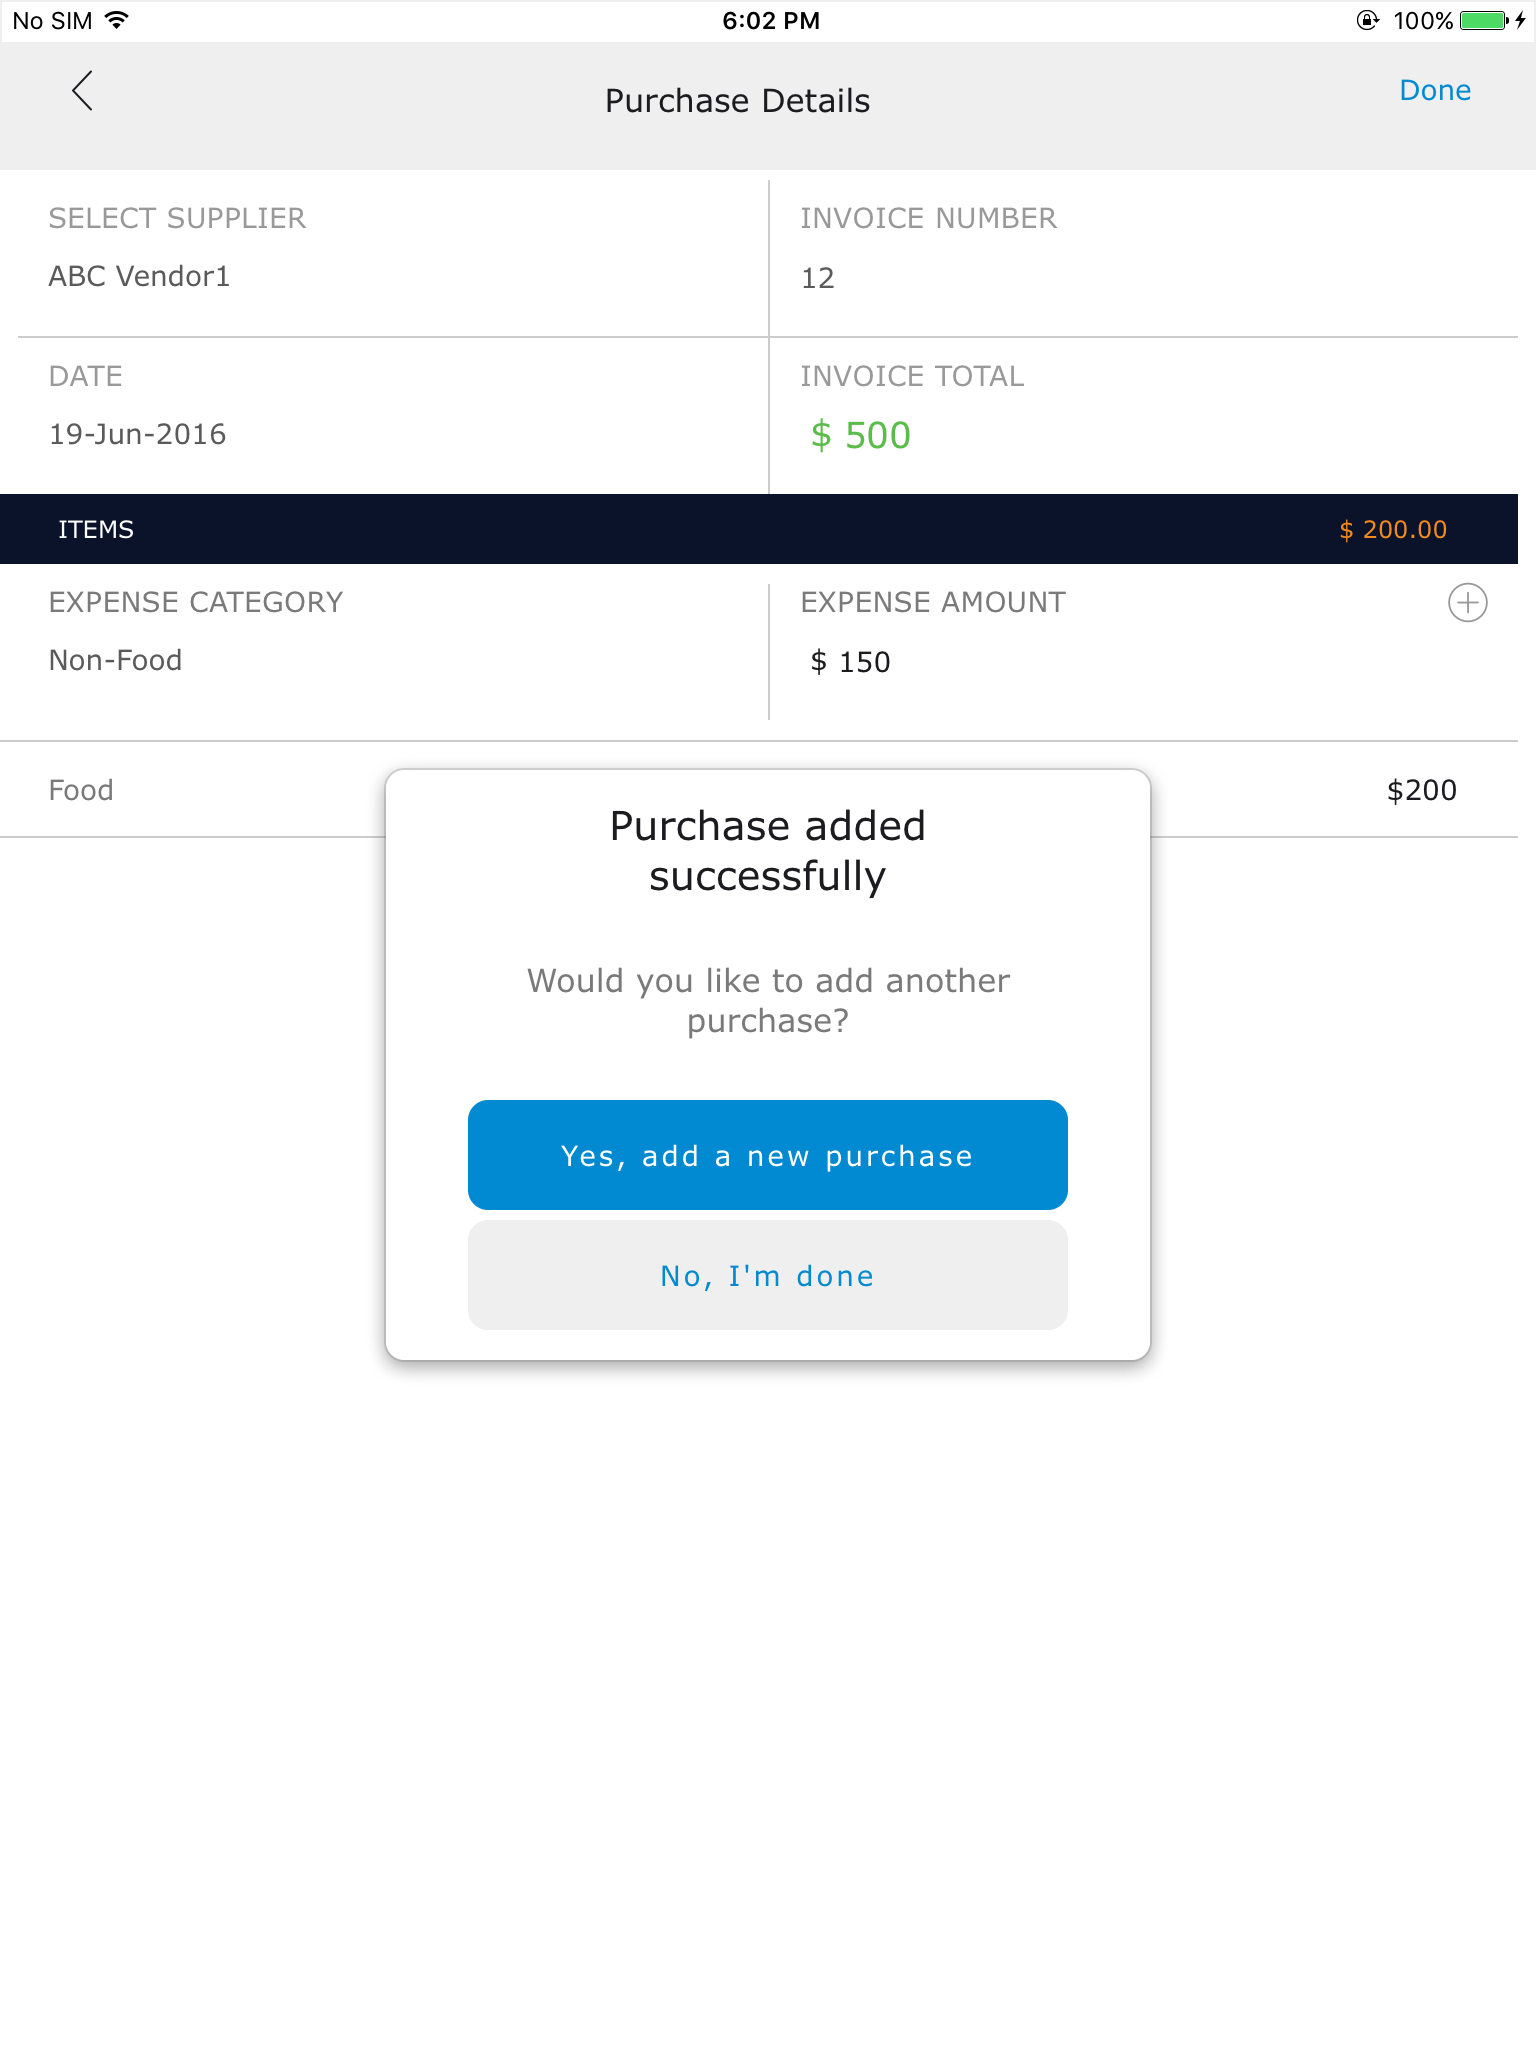 No SIM 6:02 PM 100%
Purchase Details Done
SELECT SUPPLIER INVOICE NUMBER
ABC Vendor1 12
DATE INVOICE TOTAL
19-Jun-2016 $ 500
ITEMS $ 200.00
EXPENSE CATEGORY EXPENSE AMOUNT
Non-Food $ 150
Food $200
Purchase added
successfully
Would you like to add another
purchase?
Yes, add a new purchase
No, I'm done